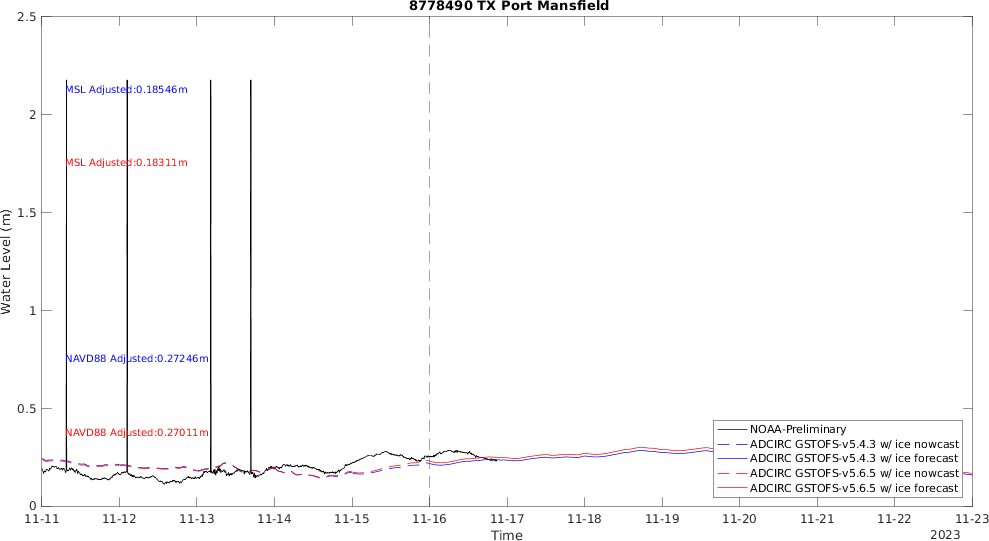 8778490 TX Port Mansfield
2.5
2
1.5
1
0.5
0
Water Level (m)
MSL Adjusted:0.18546m
MSL Adjusted:0.18311m
NAVD88 Adjusted:0.27246m
NAVD88 Adjusted:0.27011m
NOAA-Preliminary
ADCIRC GSTOFS-v5.4.3 w/ ice nowcast
ADCIRC GSTOFS-v5.4.3 w/ ice forecast
ADCIRC GSTOFS-v5.6.5 w/ ice nowcast
ADCIRC GSTOFS-v5.6.5 w/ ice forecast
11-11 11-12 11-13 11-14 11-15 11-16 11-17 11-18 11-19 11-20 11-21 11-22 11-23
Time
2023